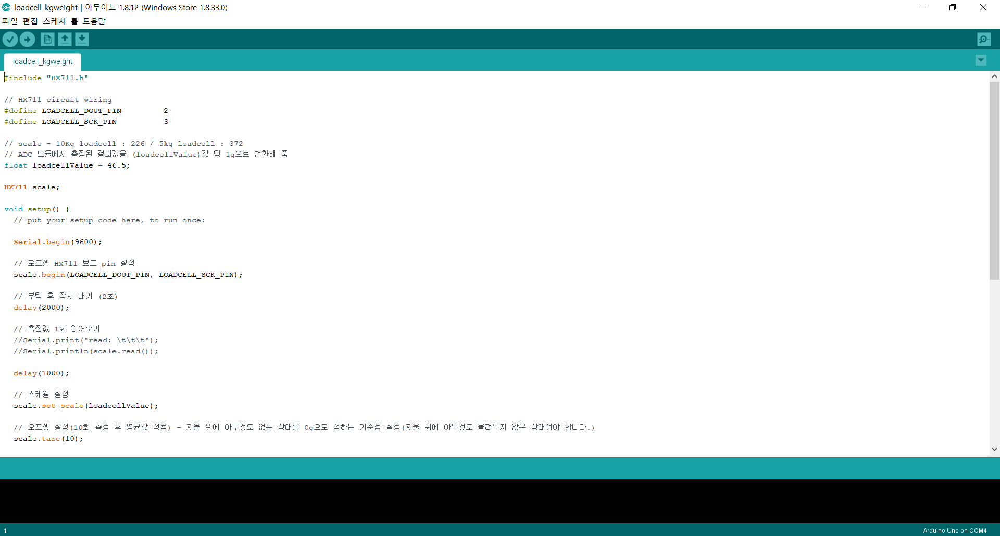 loadcell_kgweight | 아두이노 1.8.12 (Windows Store 1.8.33.0)
파일 편집 스케치 툴 도움말
loadcell_kgweight
#include "HX711.h"
// HX711 circuit wiring
#define LOADCELL_DOUT_PIN         2
#define LOADCELL_SCK_PIN          3
// scale - 10Kg loadcell : 226 / 5kg loadcell : 372
// ADC 모듈에서 측정된 결과값을 (loadcellValue)값 당 1g으로 변환해 줌
float loadcellValue = 46.5;
HX711 scale;
void setup() {
  // put your setup code here, to run once:
  Serial.begin(9600);
  // 로드셀 HX711 보드 pin 설정
  scale.begin(LOADCELL_DOUT_PIN, LOADCELL_SCK_PIN);
  // 부팅 후 잠시 대기 (2초)
  delay(2000);
  // 측정값 1회 읽어오기
  //Serial.print("read: \t\t\t");
  //Serial.println(scale.read());
  delay(1000);
  // 스케일 설정
  scale.set_scale(loadcellValue);
  // 오프셋 설정(10회 측정 후 평균값 적용) - 저울 위에 아무것도 없는 상태를 0g으로 정하는 기준점 설정(저울 위에 아무것도 올려두지 않은 상태여야 합니다.)
  scale.tare(10);
1
Arduino Uno on COM4